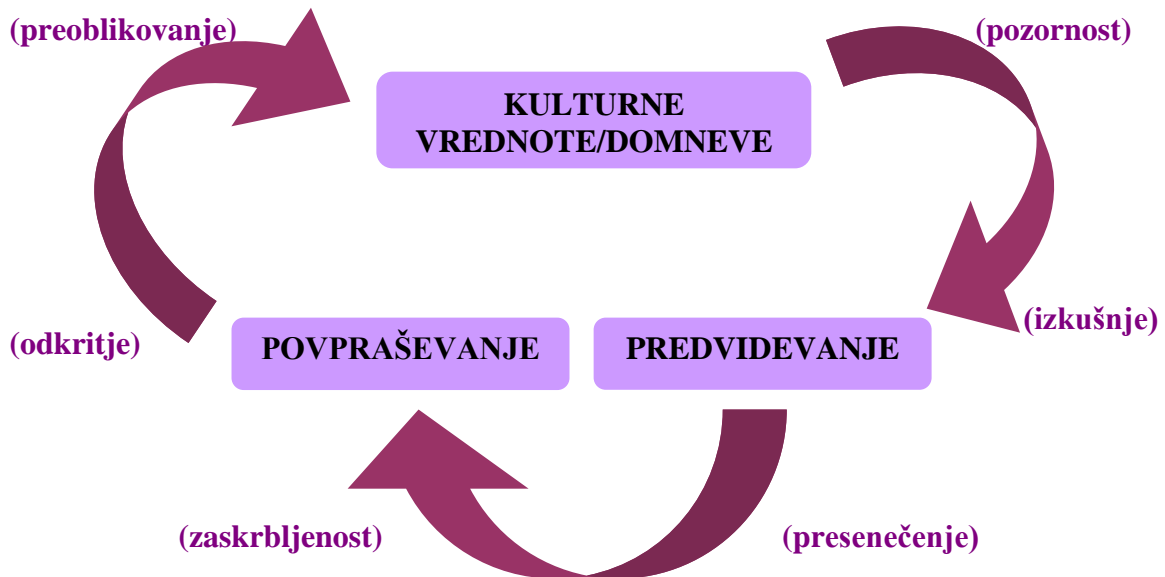 (preoblikovanje)
(pozornost)
KULTURNE
VREDNOTE/DOMNEVE
(izkušnje)
(odkritje)
POVPRAŠEVANJE
PREDVIDEVANJE
(zaskrbljenost)
(presenečenje)